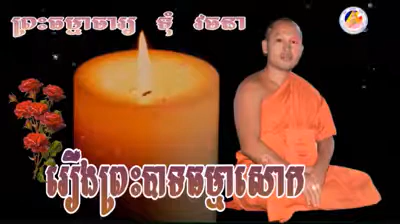 ព្រះធម្មាចារ្យ គុំ វចនា
រឿងព្រះបាទធម្មាសោក